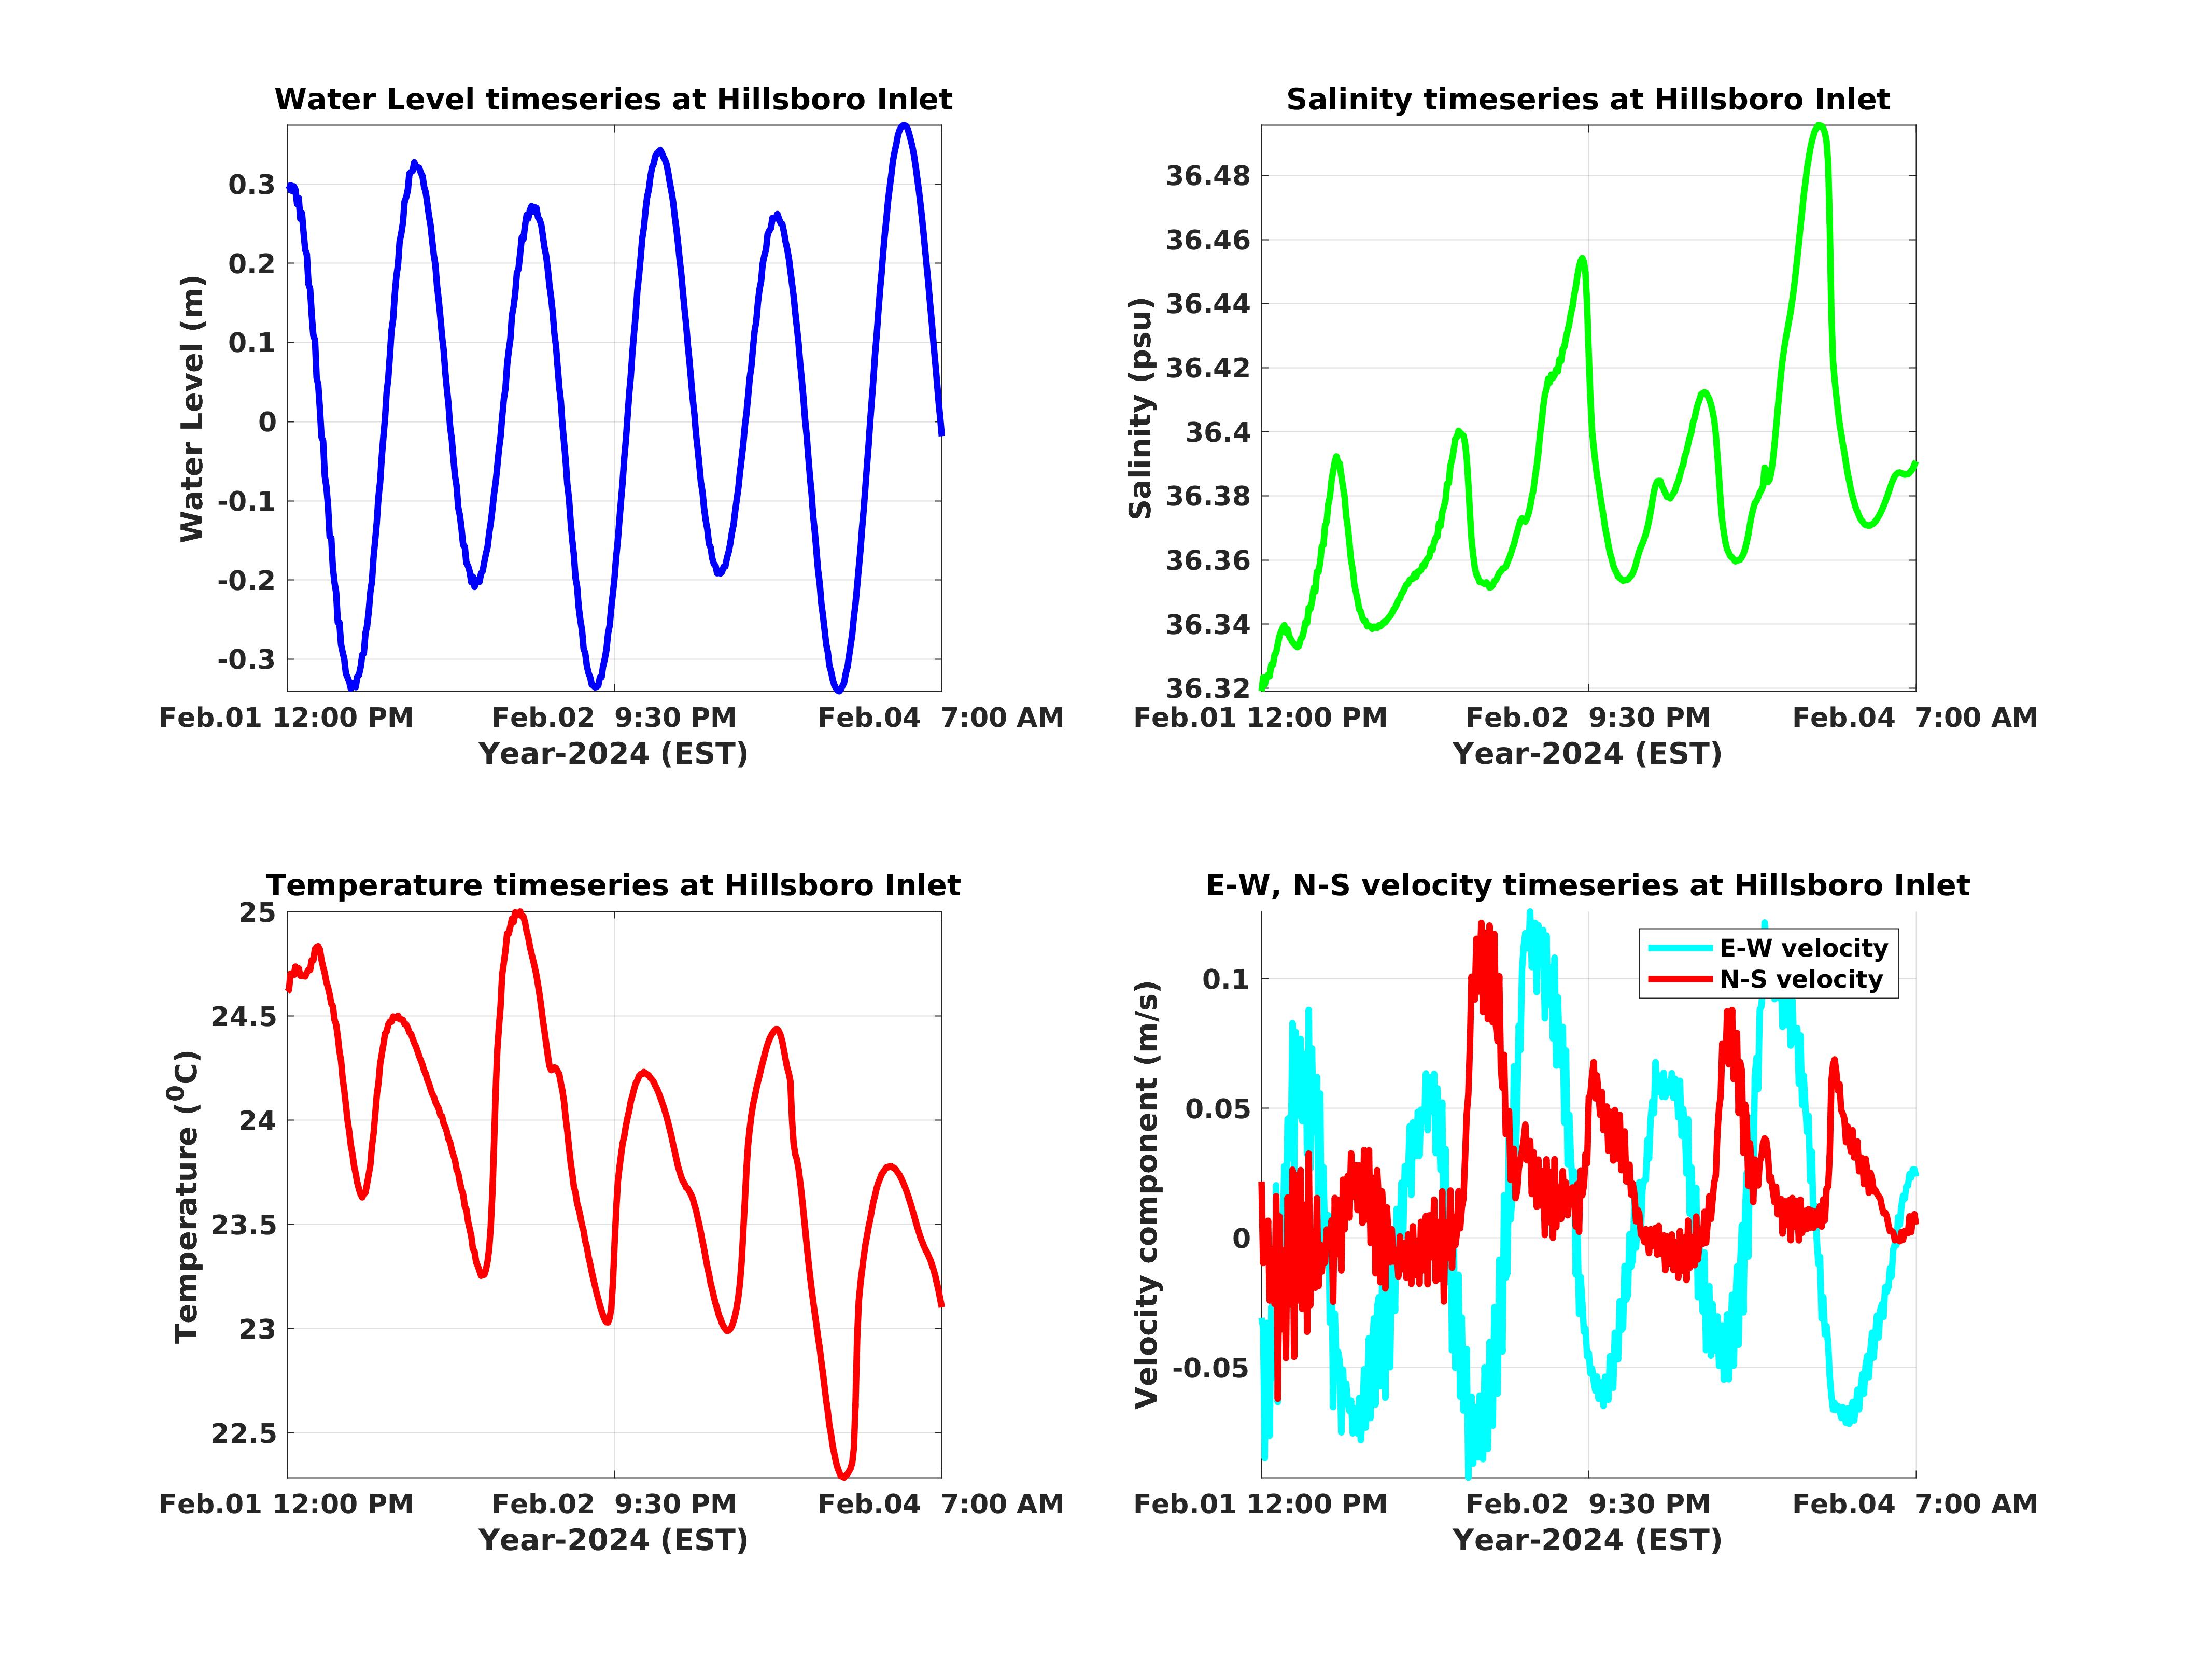 Water Level timeseries at Hillsboro Inlet
Water Level (m)
0.3
0.2
0.1
0
-0.1
-0.2
-0.3
Feb.01 12:00 PM
Feb.02 9:30 PM
Feb.04 7:00 AM
Year-2024 (EST)
Salinity timeseries at Hillsboro Inlet
Salinity (psu)
36.48
36.46
36.44
36.42
36.4
36.38
36.36
36.34
36.32
Feb.01 12:00 PM
Feb.02 9:30 PM
Feb.04 7:00 AM
Year-2024 (EST)
Temperature timeseries at Hillsboro Inlet
Temperature (⁰C)
25
24.5
24
23.5
23
22.5
Feb.01 12:00 PM
Feb.02 9:30 PM
Feb.04 7:00 AM
Year-2024 (EST)
E-W, N-S velocity timeseries at Hillsboro Inlet
Velocity component (m/s)
0.1
0.05
0
-0.05
E-W velocity
N-S velocity
Feb.01 12:00 PM
Feb.02 9:30 PM
Feb.04 7:00 AM
Year-2024 (EST)